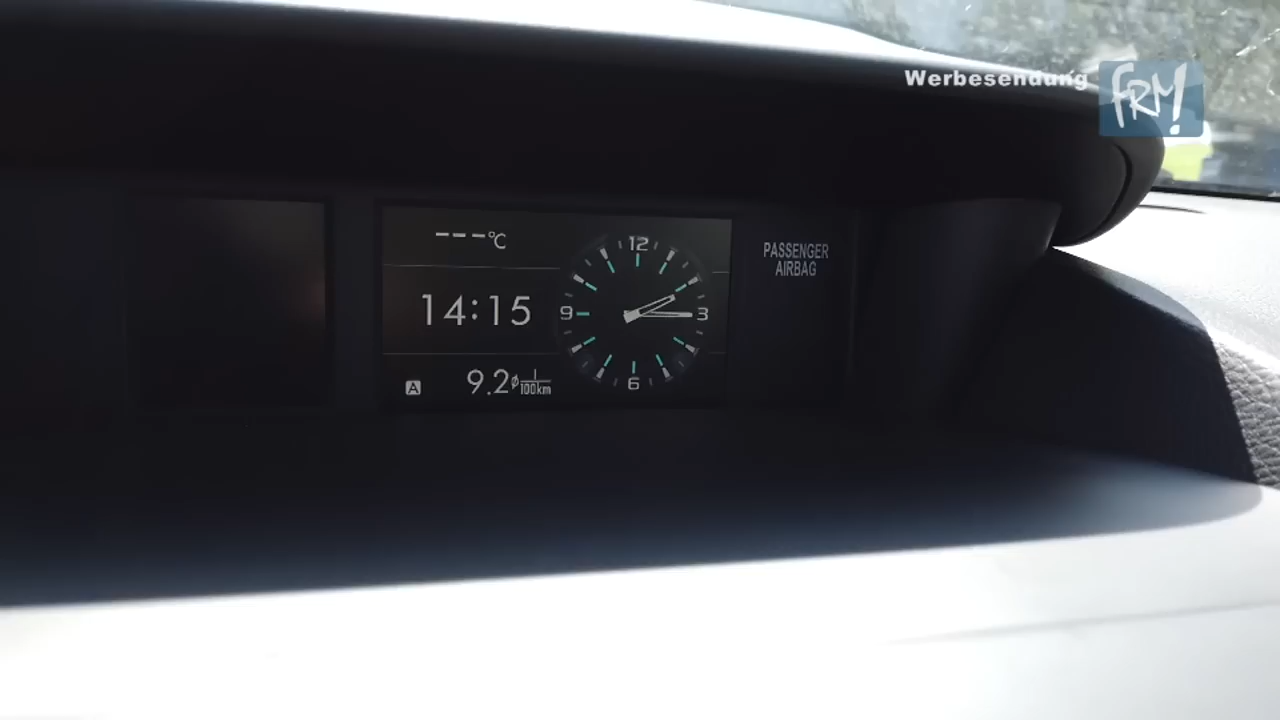 Werbesendung FRM!
---°C
14:15
A 9.2 ø l/100km
12
9 3
6
PASSENGER
AIRBAG